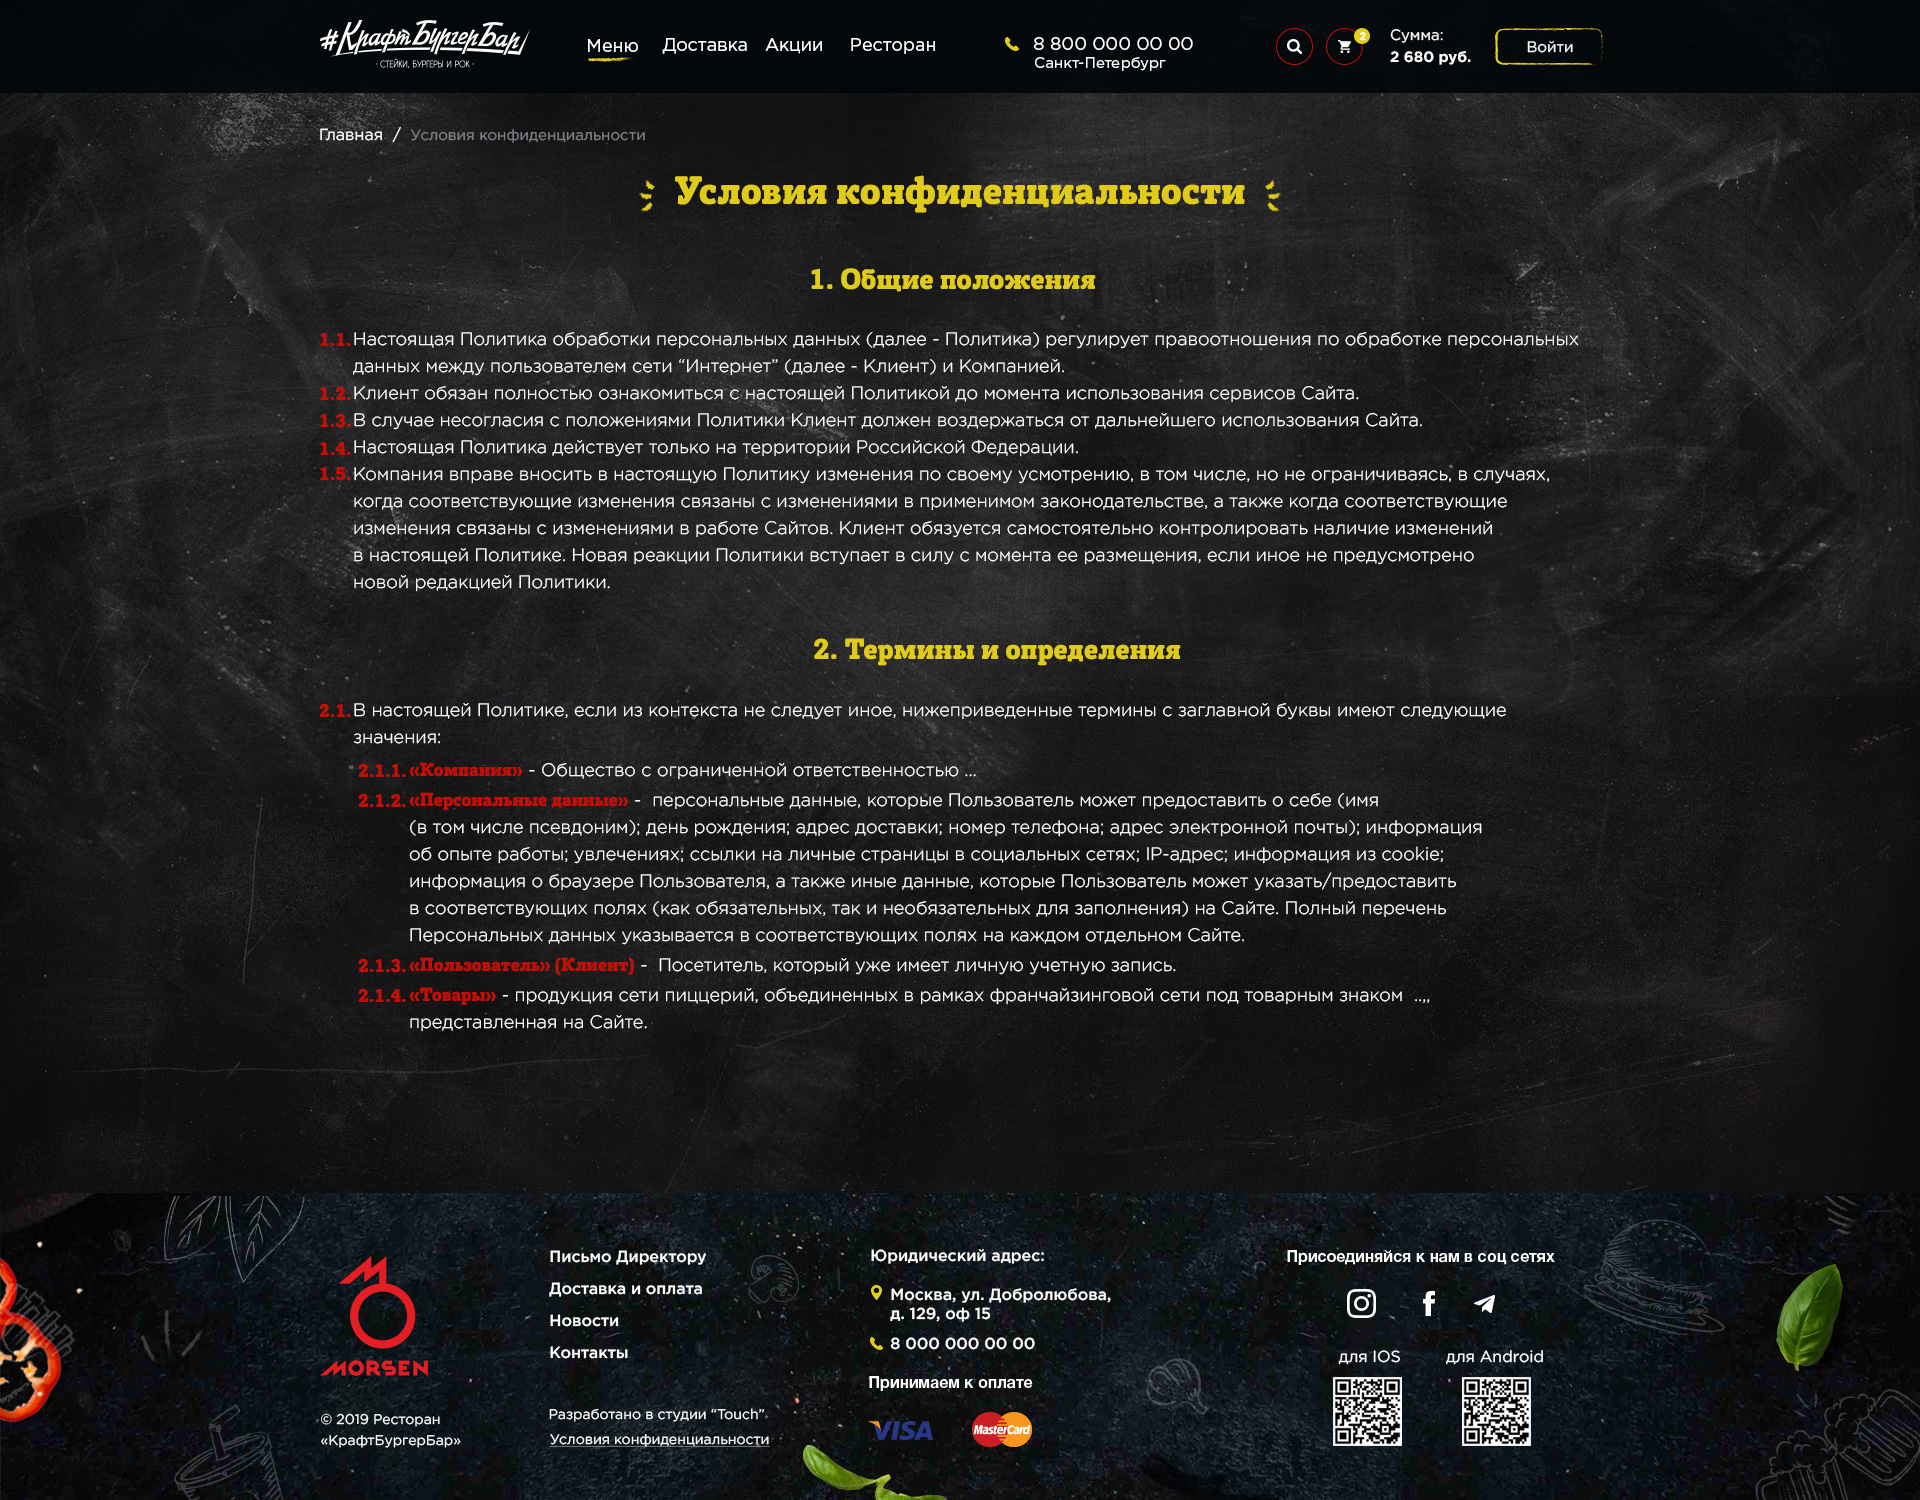 #КрафтБургерБар
· СТЕЙКИ, БУРГЕРЫ И РОК ·
Меню Доставка Акции Ресторан
8 800 000 00 00
Санкт-Петербург
2
Сумма:
2 680 руб.
Войти
Главная / Условия конфиденциальности
Условия конфиденциальности
1. Общие положения
1.1. Настоящая Политика обработки персональных данных (далее - Политика) регулирует правоотношения по обработке персональных
данных между пользователем сети “Интернет” (далее - Клиент) и Компанией.
1.2. Клиент обязан полностью ознакомиться с настоящей Политикой до момента использования сервисов Сайта.
1.3. В случае несогласия с положениями Политики Клиент должен воздержаться от дальнейшего использования Сайта.
1.4. Настоящая Политика действует только на территории Российской Федерации.
1.5. Компания вправе вносить в настоящую Политику изменения по своему усмотрению, в том числе, но не ограничиваясь, в случаях,
когда соответствующие изменения связаны с изменениями в применимом законодательстве, а также когда соответствующие
изменения связаны с изменениями в работе Сайтов. Клиент обязуется самостоятельно контролировать наличие изменений
в настоящей Политике. Новая реакции Политики вступает в силу с момента ее размещения, если иное не предусмотрено
новой редакцией Политики.
2. Термины и определения
2.1. В настоящей Политике, если из контекста не следует иное, нижеприведенные термины с заглавной буквы имеют следующие
значения:
2.1.1. «Компания» - Общество с ограниченной ответственностью ...
2.1.2. «Персональные данные» - персональные данные, которые Пользователь может предоставить о себе (имя
(в том числе псевдоним); день рождения; адрес доставки; номер телефона; адрес электронной почты); информация
об опыте работы; увлечениях; ссылки на личные страницы в социальных сетях; IP-адрес; информация из cookie;
информация о браузере Пользователя, а также иные данные, которые Пользователь может указать/предоставить
в соответствующих полях (как обязательных, так и необязательных для заполнения) на Сайте. Полный перечень
Персональных данных указывается в соответствующих полях на каждом отдельном Сайте.
2.1.3. «Пользователь» (Клиент) - Посетитель, который уже имеет личную учетную запись.
2.1.4. «Товары» - продукция сети пиццерий, объединенных в рамках франчайзинговой сети под товарным знаком ..,,
представленная на Сайте.
MORSEN
© 2019 Ресторан
«КрафтБургерБар»
Письмо Директору
Доставка и оплата
Новости
Контакты
Разработано в студии “Touch”
Условия конфиденциальности
Юридический адрес:
Москва, ул. Добролюбова,
д. 129, оф 15
8 000 000 00 00
Принимаем к оплате
VISA MasterCard
Присоединяйся к нам в соц сетях
для IOS для Android